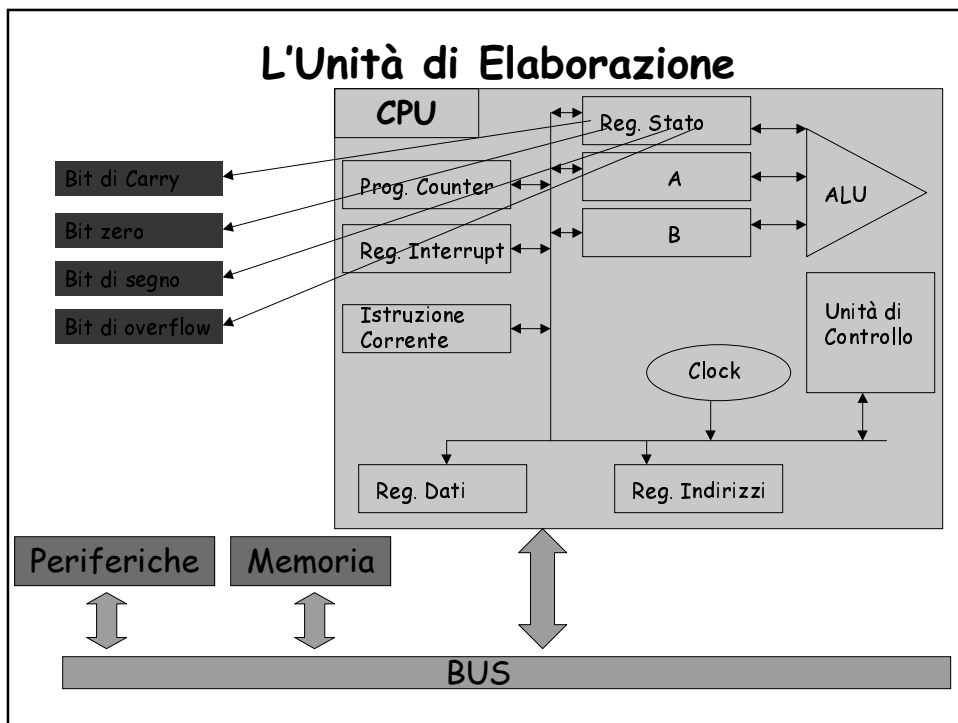 L'Unità di Elaborazione
CPU
Reg. Stato
Bit di Carry
Prog. Counter
A
ALU
Bit zero
Reg. Interrupt
B
Bit di segno
Bit di overflow
Istruzione
Corrente
Unità di
Controllo
Clock
Reg. Dati
Reg. Indirizzi
Periferiche
Memoria
BUS